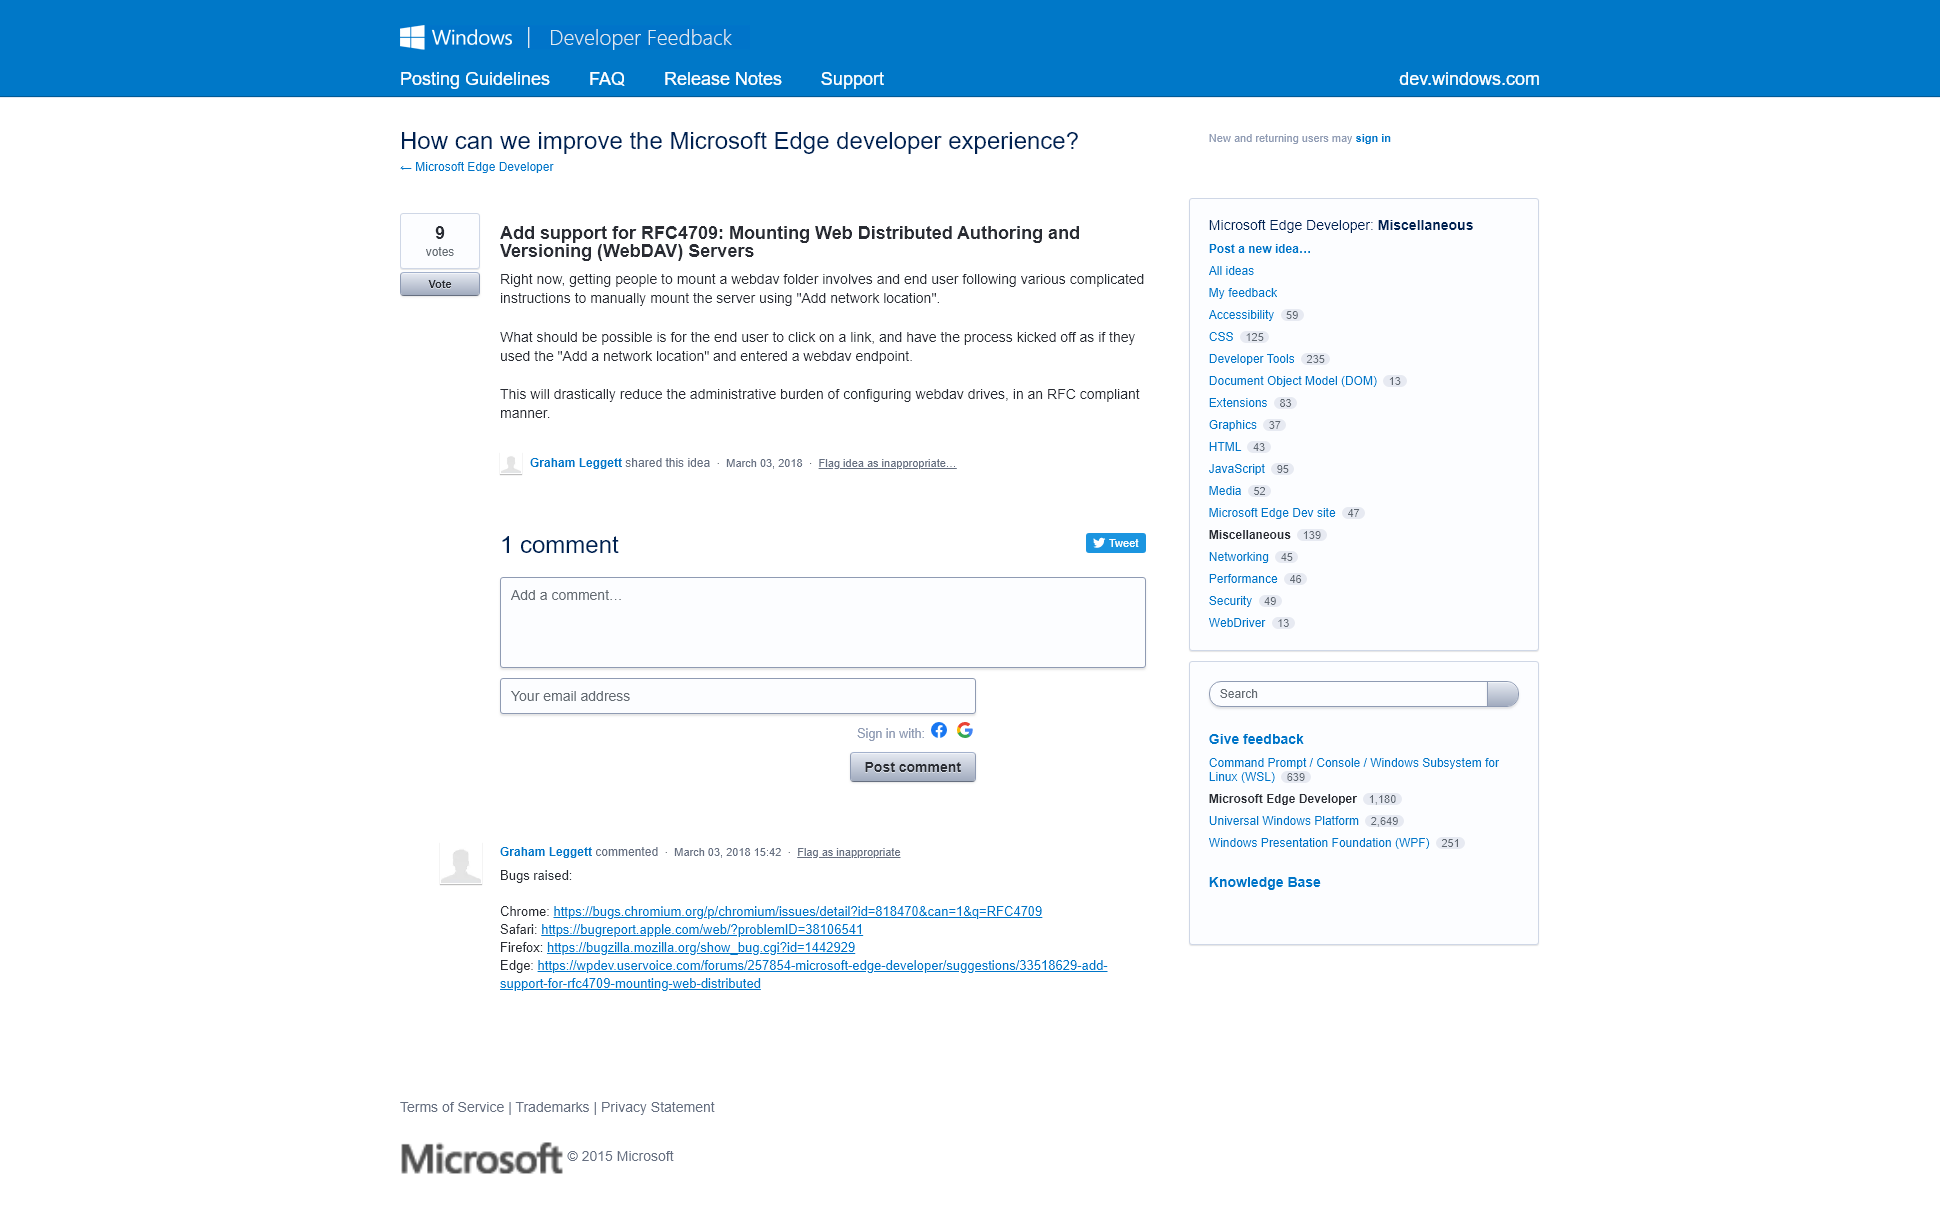 Windows | Developer Feedback
Posting Guidelines FAQ Release Notes Support dev.windows.com
How can we improve the Microsoft Edge developer experience?
← Microsoft Edge Developer
New and returning users may sign in
9
votes
Vote
Add support for RFC4709: Mounting Web Distributed Authoring and
Versioning (WebDAV) Servers
Right now, getting people to mount a webdav folder involves and end user following various complicated
instructions to manually mount the server using "Add network location".
What should be possible is for the end user to click on a link, and have the process kicked off as if they
used the "Add a network location" and entered a webdav endpoint.
This will drastically reduce the administrative burden of configuring webdav drives, in an RFC compliant
manner.
Graham Leggett shared this idea · March 03, 2018 · Flag idea as inappropriate…
1 comment
Tweet
Add a comment…
Your email address
Sign in with:
Post comment
Graham Leggett commented · March 03, 2018 15:42 · Flag as inappropriate
Bugs raised:
Chrome: https://bugs.chromium.org/p/chromium/issues/detail?id=818470&can=1&q=RFC4709
Safari: https://bugreport.apple.com/web/?problemID=38106541
Firefox: https://bugzilla.mozilla.org/show_bug.cgi?id=1442929
Edge: https://wpdev.uservoice.com/forums/257854-microsoft-edge-developer/suggestions/33518629-add-
support-for-rfc4709-mounting-web-distributed
Microsoft Edge Developer: Miscellaneous
Post a new idea…
All ideas
My feedback
Accessibility 59
CSS 125
Developer Tools 235
Document Object Model (DOM) 13
Extensions 83
Graphics 37
HTML 43
JavaScript 95
Media 52
Microsoft Edge Dev site 47
Miscellaneous 139
Networking 45
Performance 46
Security 49
WebDriver 13
Search
Give feedback
Command Prompt / Console / Windows Subsystem for
Linux (WSL) 639
Microsoft Edge Developer 1,180
Universal Windows Platform 2,649
Windows Presentation Foundation (WPF) 251
Knowledge Base
Terms of Service | Trademarks | Privacy Statement
Microsoft © 2015 Microsoft